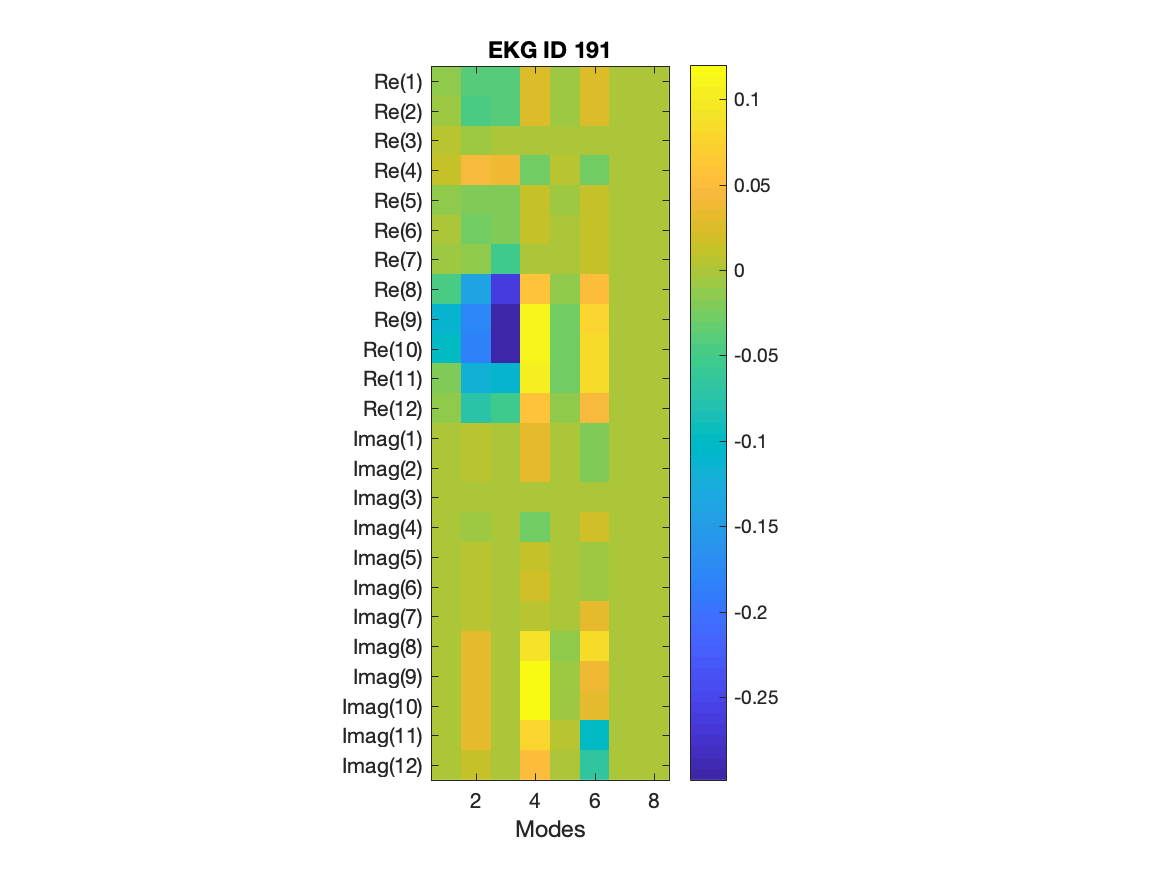 EKG ID 191
Re(1)
Re(2)
Re(3)
Re(4)
Re(5)
Re(6)
Re(7)
Re(8)
Re(9)
Re(10)
Re(11)
Re(12)
Imag(1)
Imag(2)
Imag(3)
Imag(4)
Imag(5)
Imag(6)
Imag(7)
Imag(8)
Imag(9)
Imag(10)
Imag(11)
Imag(12)
2 4 6 8
Modes
0.1
0.05
0
-0.05
-0.1
-0.15
-0.2
-0.25